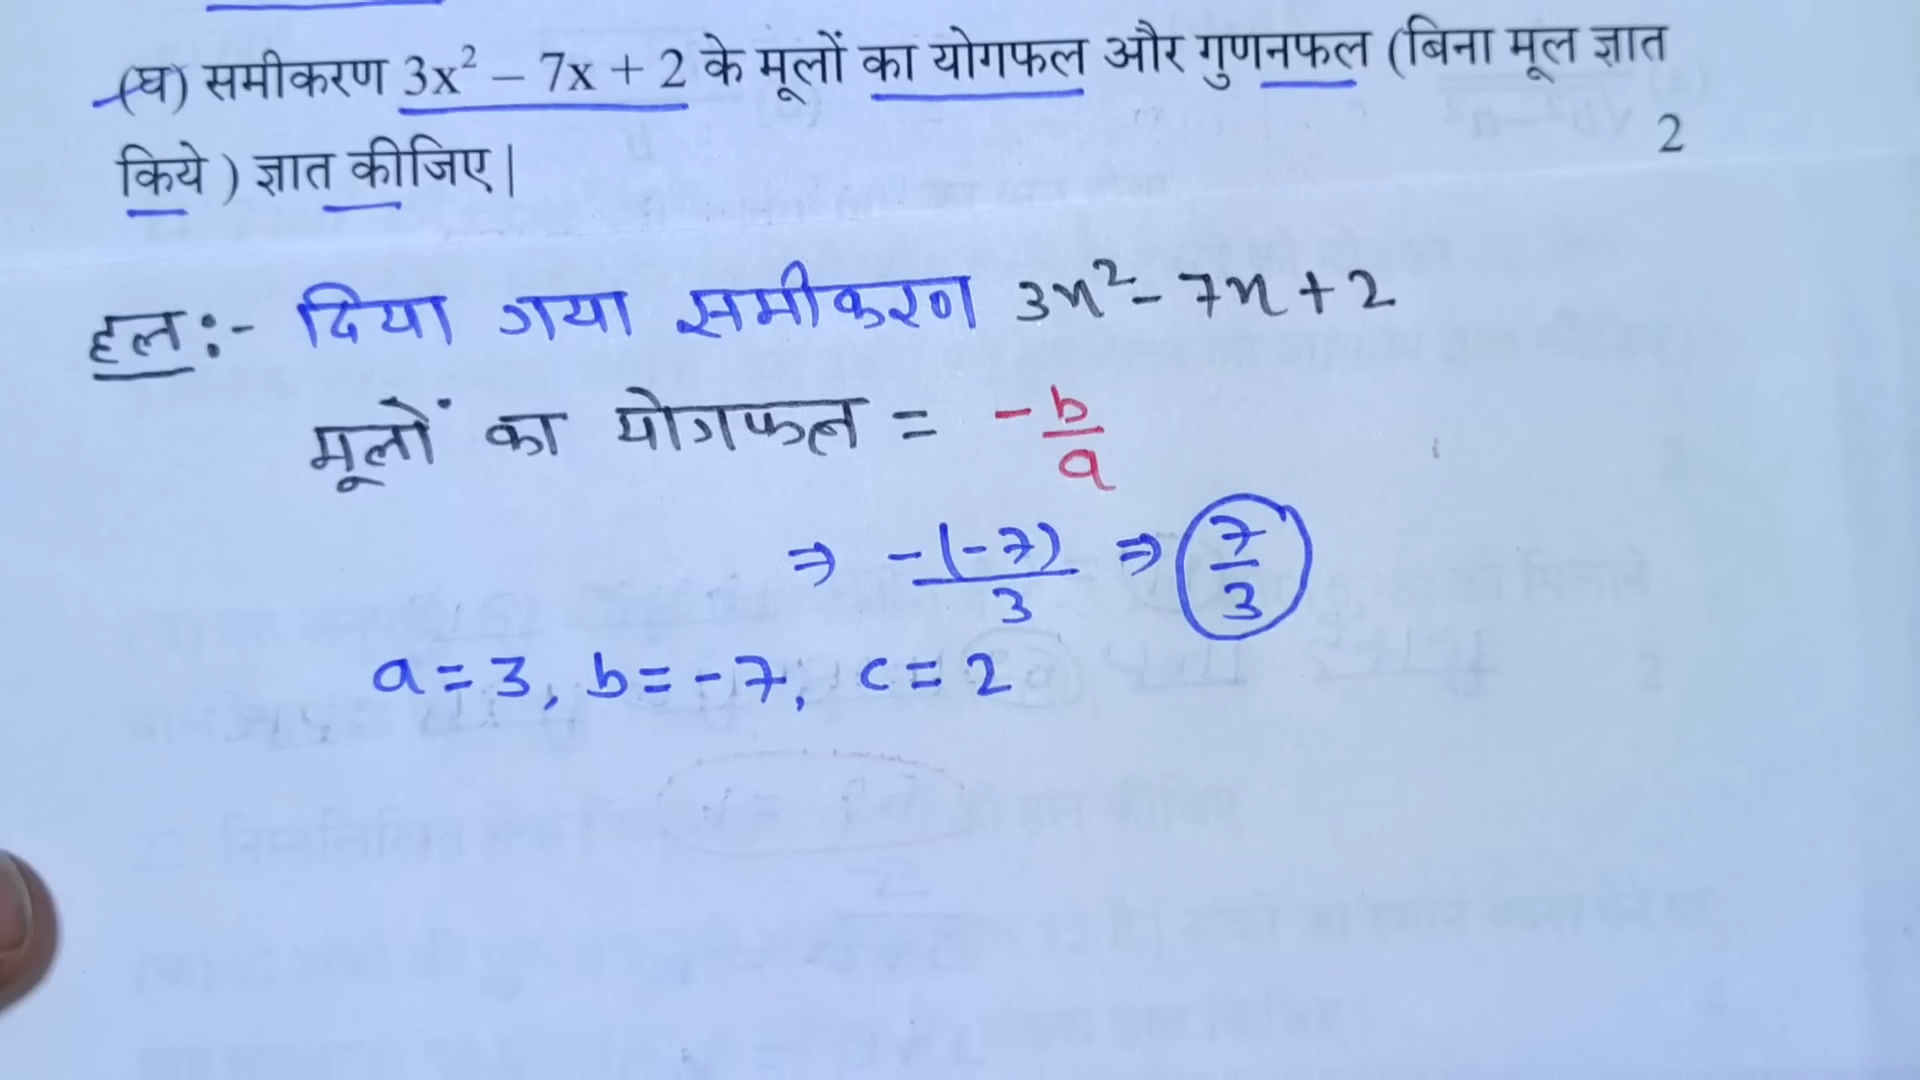 (घ) समीकरण 3x² – 7x + 2 के मूलों का योगफल और गुणनफल (बिना मूल ज्ञात
किये ) ज्ञात कीजिए |
2
हल:- दिया गया समीकरण 3x² - 7x + 2
मूलों का योगफल = -b/a
⇒ -(-7)/3 ⇒ 7/3
a = 3, b = -7, c = 2